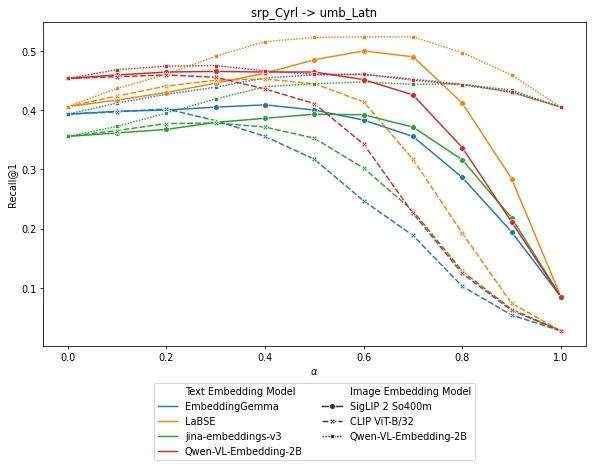 srp_Cyrl -> umb_Latn
Recall@1
0.5
0.4
0.3
0.2
0.1
0.0 0.2 0.4 0.6 0.8 1.0
α
Text Embedding Model Image Embedding Model
EmbeddingGemma SigLIP 2 So400m
LaBSE CLIP ViT-B/32
jina-embeddings-v3 Qwen-VL-Embedding-2B
Qwen-VL-Embedding-2B